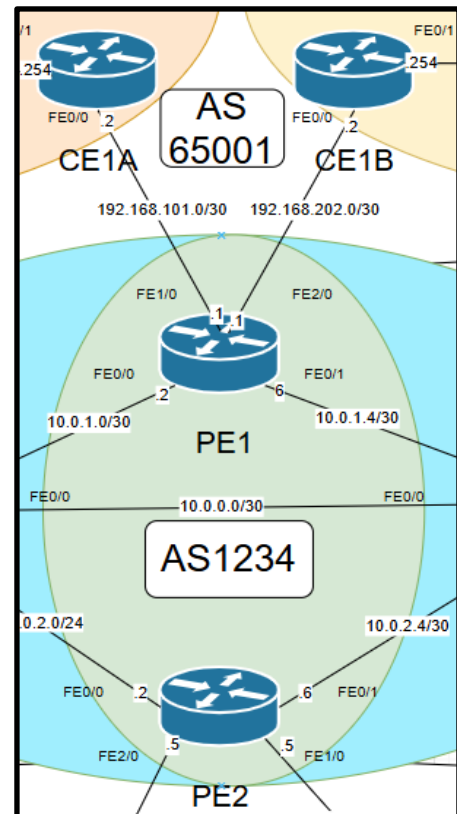 /1
.254
FE0/0
.2
CE1A
AS
65001
FE0/1
.254
FE0/0
.2
CE1B
192.168.101.0/30
192.168.202.0/30
FE1/0
FE2/0
.1
.1
FE0/0
FE0/1
.2
6
10.0.1.0/30
10.0.1.4/30
PE1
FE0/0
10.0.0.0/30
FE0/0
AS1234
.0.2.0/24
10.0.2.4/30
FE0/0
.2
.6
FE0/1
FE2/0
.5
.5
FE1/0
PE2